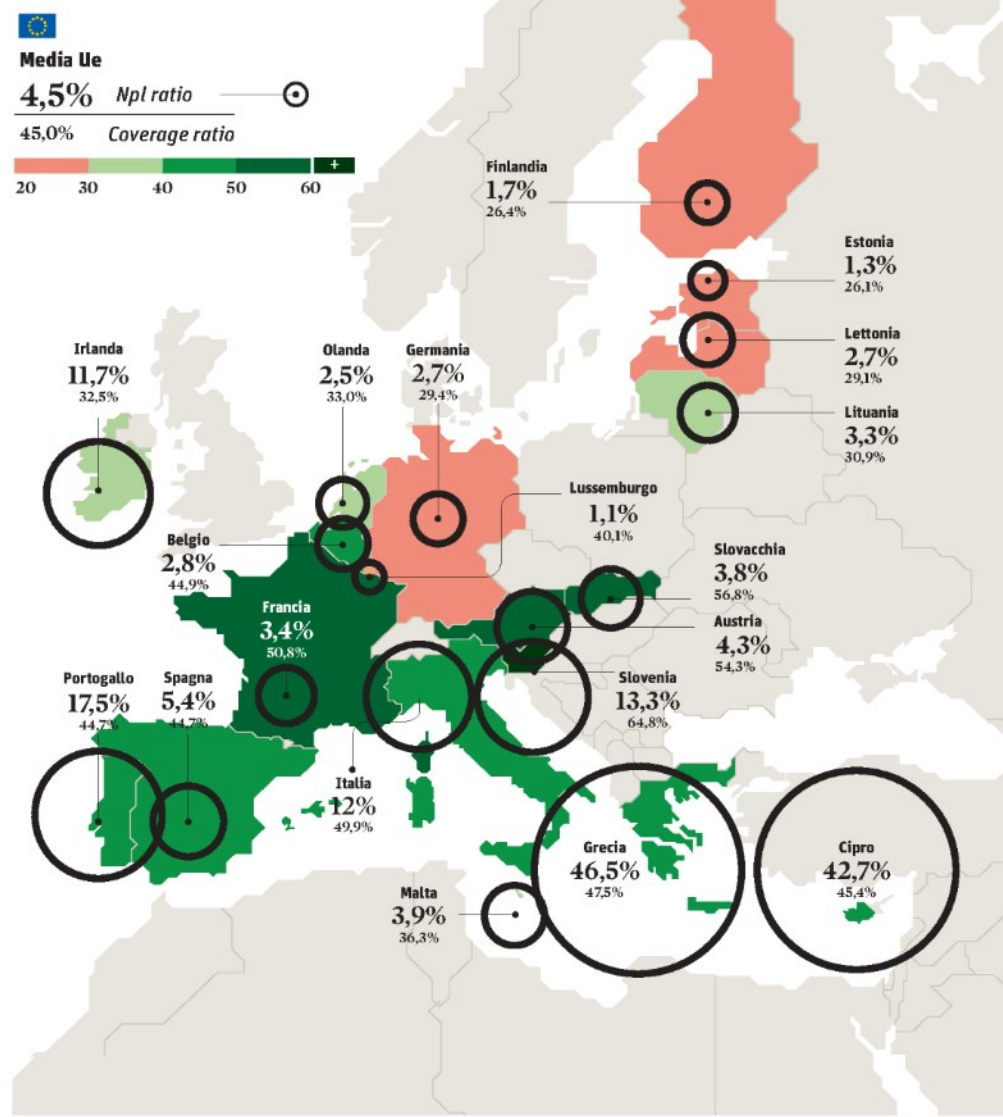 Media Ue
4,5% Npl ratio
45,0% Coverage ratio
+
20 30 40 50 60
Finlandia
1,7%
26,4%
Estonia
1,3%
26,1%
Lettonia
2,7%
29,1%
Lituania
3,3%
30,9%
Irlanda
11,7%
32,5%
Olanda
2,5%
33,0%
Germania
2,7%
29,4%
Lussemburgo
1,1%
40,1%
Belgio
2,8%
44,9%
Slovacchia
3,8%
56,8%
Francia
3,4%
50,8%
Austria
4,3%
54,3%
Portogallo
17,5%
44,7%
Spagna
5,4%
44,7%
Slovenia
13,3%
64,8%
Italia
12%
49,9%
Grecia
46,5%
47,5%
Cipro
42,7%
45,4%
Malta
3,9%
36,3%